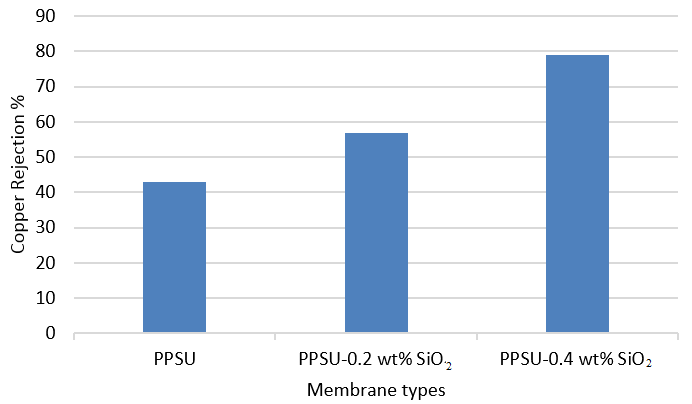 90
80
70
60
50
40
30
20
10
0
Copper Rejection %
PPSU
PPSU-0.2 wt% SiO₂
PPSU-0.4 wt% SiO₂
Membrane types